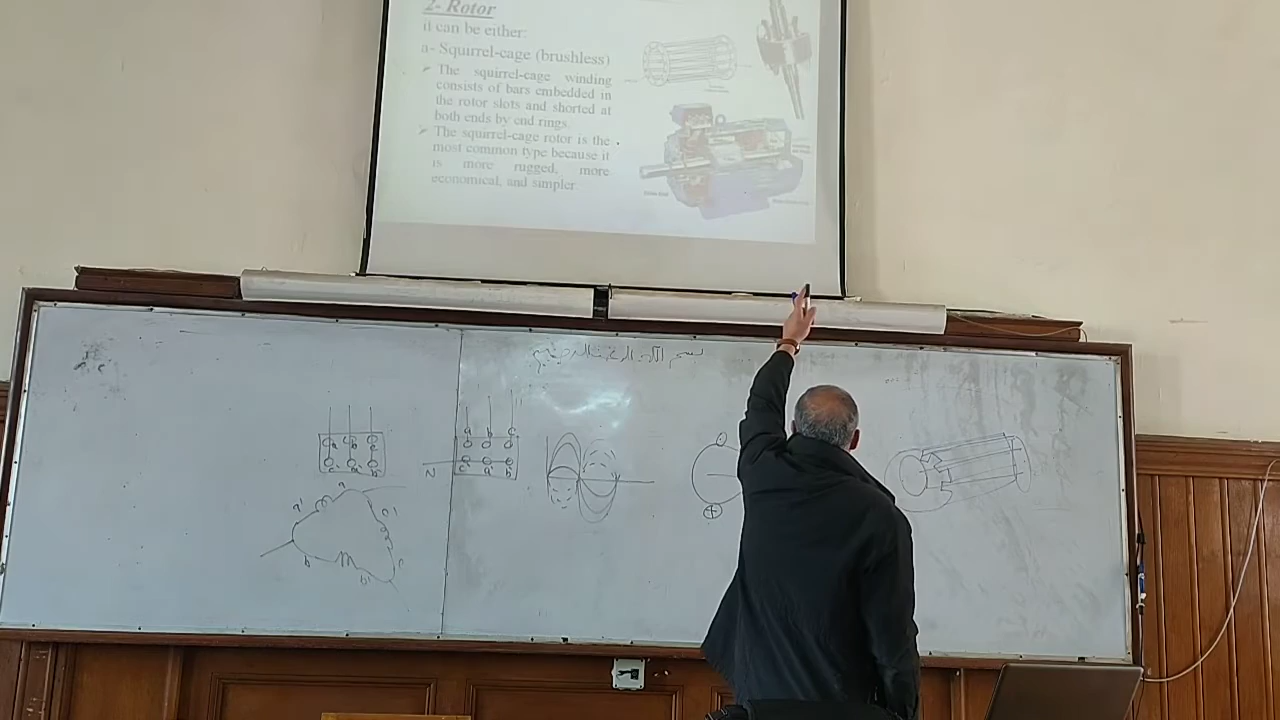 2- Rotor
it can be either:
a- Squirrel-cage (brushless)
The squirrel-cage winding
consists of bars embedded in
the rotor slots and shorted at
both ends by end rings.
The squirrel-cage rotor is the
most common type because it
is more rugged, more
economical, and simpler.
بسم الله الرحمن الرحيم
a b c
N
a'
a
b
b'
c
c'